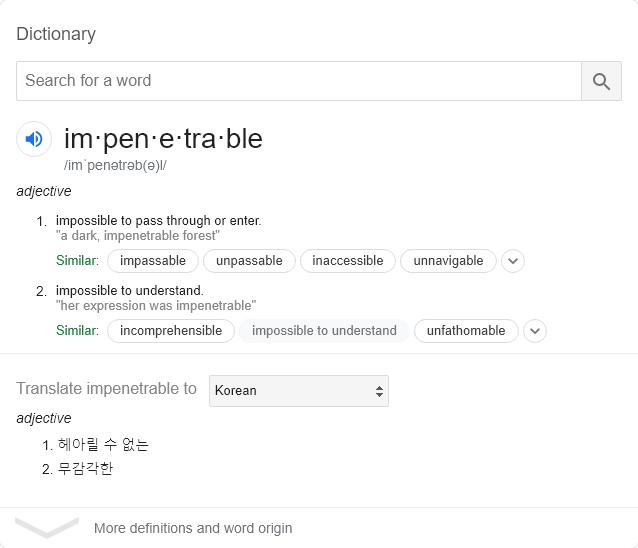 Dictionary
Search for a word
im·pen·e·tra·ble
/imˈpenətrəb(ə)l/
adjective
1. impossible to pass through or enter.
"a dark, impenetrable forest"
Similar: impassable unpassable inaccessible unnavigable
2. impossible to understand.
"her expression was impenetrable"
Similar: incomprehensible impossible to understand unfathomable
Translate impenetrable to Korean
adjective
1. 헤아릴 수 없는
2. 무감각한
More definitions and word origin